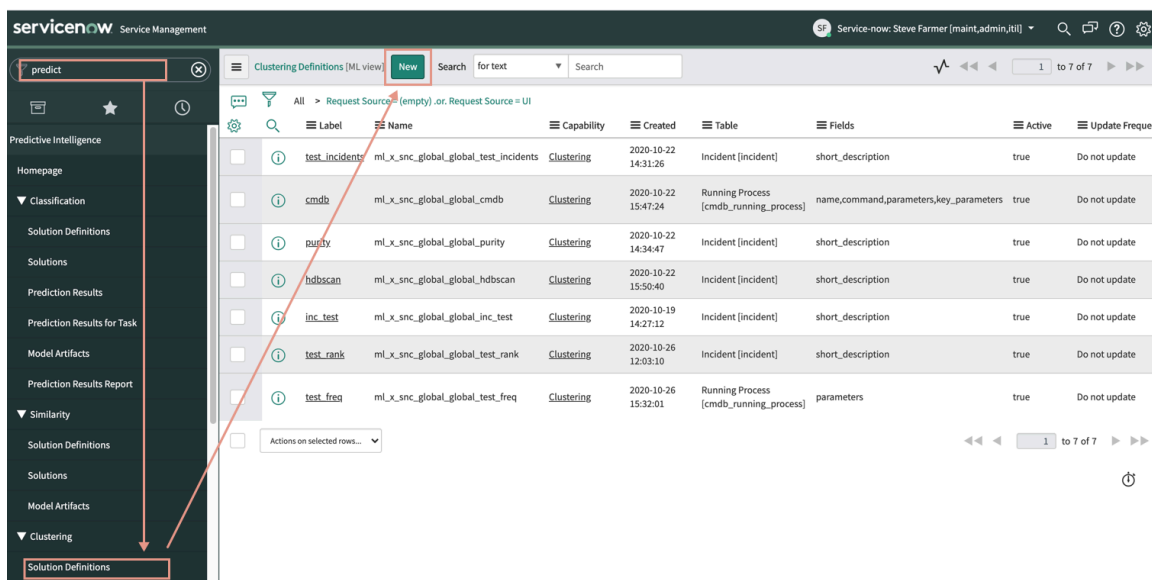 servicenow Service Management
SF Service-now: Steve Farmer [maint,admin,itil]
predict
Clustering Definitions [ML view] New Search for text Search 1 to 7 of 7
All > Request Source = (empty) .or. Request Source = UI
Label Name Capability Created Table Fields Active Update Freque
test_incidents ml_x_snc_global_global_test_incidents Clustering 2020-10-22 14:31:26 Incident [incident] short_description true Do not update
cmdb ml_x_snc_global_global_cmdb Clustering 2020-10-22 15:47:24 Running Process [cmdb_running_process] name,command,parameters,key_parameters true Do not update
purity ml_x_snc_global_global_purity Clustering 2020-10-22 14:34:47 Incident [incident] short_description true Do not update
hdbscan ml_x_snc_global_global_hdbscan Clustering 2020-10-22 15:50:40 Incident [incident] short_description true Do not update
inc_test ml_x_snc_global_global_inc_test Clustering 2020-10-19 14:27:12 Incident [incident] short_description true Do not update
test_rank ml_x_snc_global_global_test_rank Clustering 2020-10-26 12:03:10 Incident [incident] short_description true Do not update
test_freq ml_x_snc_global_global_test_freq Clustering 2020-10-26 15:32:01 Running Process [cmdb_running_process] parameters true Do not update
Actions on selected rows... 1 to 7 of 7
Predictive Intelligence
Homepage
Classification
Solution Definitions
Solutions
Prediction Results
Prediction Results for Task
Model Artifacts
Prediction Results Report
Similarity
Solution Definitions
Solutions
Model Artifacts
Clustering
Solution Definitions